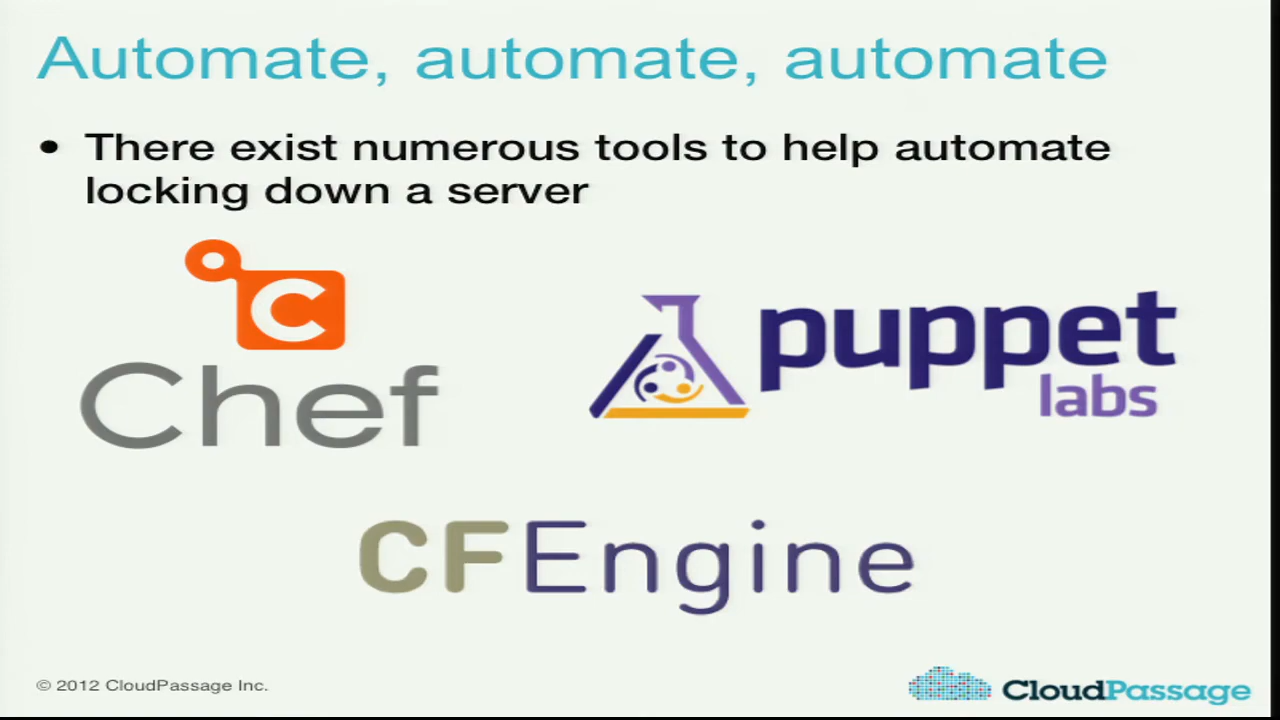 Automate, automate, automate
• There exist numerous tools to help automate
locking down a server
C
Chef
puppet
labs
CFEngine
© 2012 CloudPassage Inc.
CloudPassage